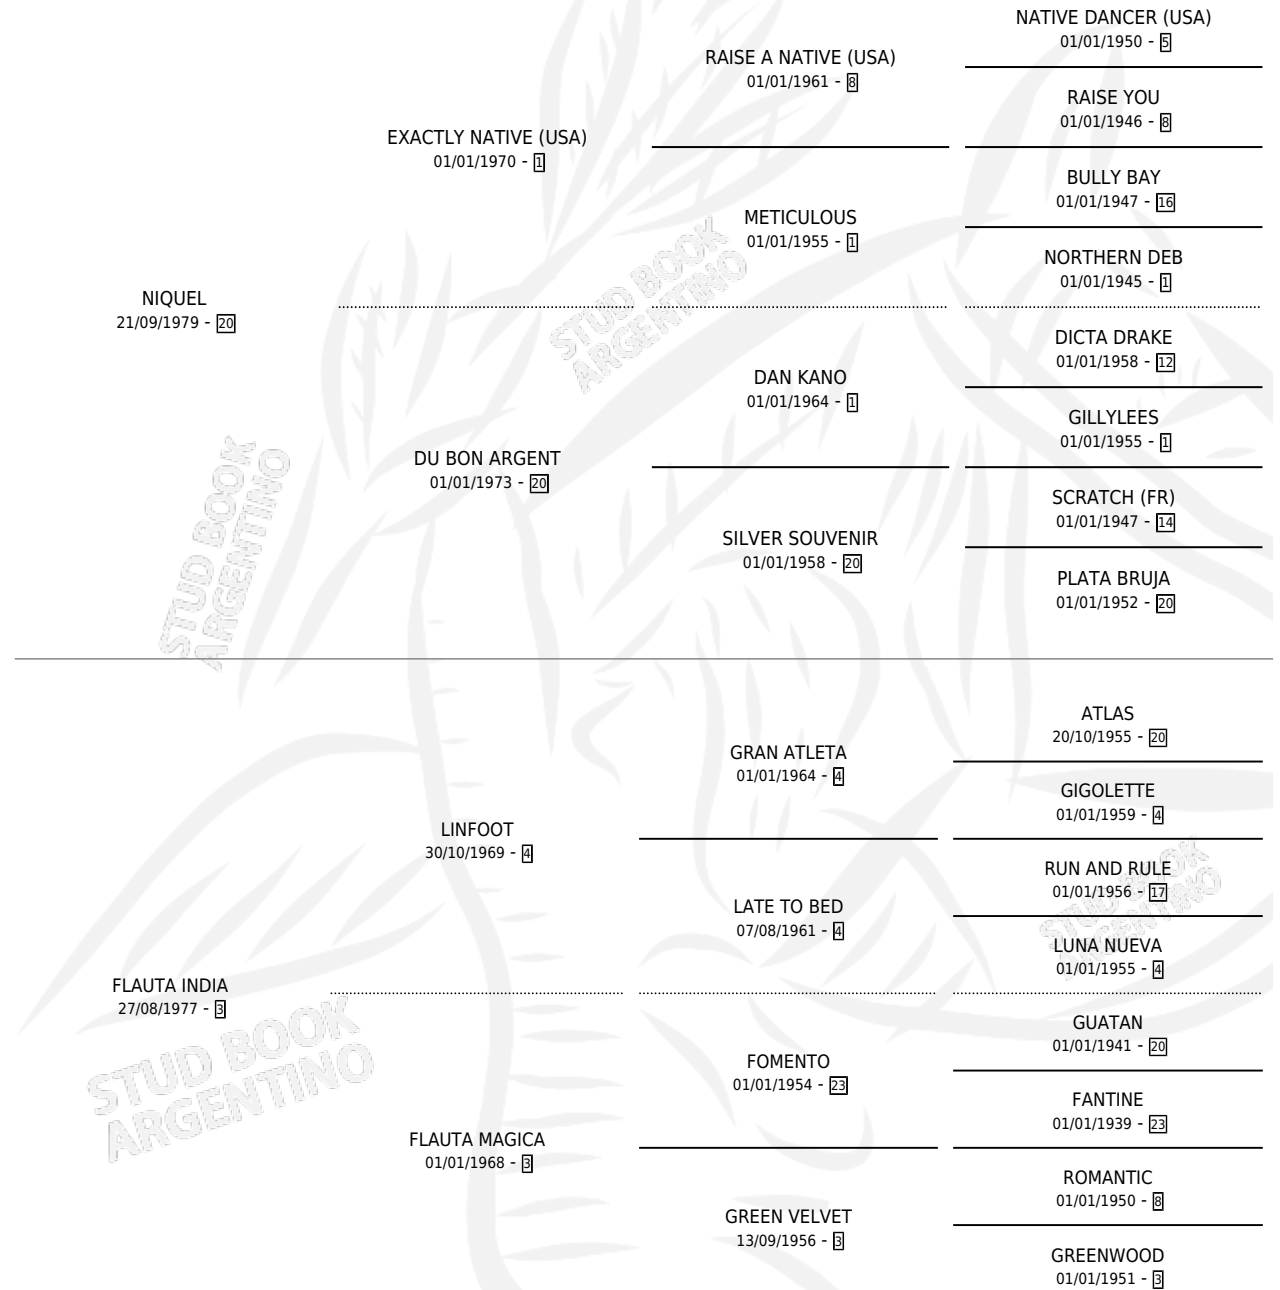 NATIVE DANCER (USA)
01/01/1950 - 5
RAISE A NATIVE (USA)
01/01/1961 - 8
RAISE YOU
01/01/1946 - 8
EXACTLY NATIVE (USA)
01/01/1970 - 1
BULLY BAY
01/01/1947 - 16
METICULOUS
01/01/1955 - 1
NORTHERN DEB
01/01/1945 - 1
NIQUEL
21/09/1979 - 20
DICTA DRAKE
01/01/1958 - 12
DAN KANO
01/01/1964 - 1
GILLYLEES
01/01/1955 - 1
DU BON ARGENT
01/01/1973 - 20
SCRATCH (FR)
01/01/1947 - 14
SILVER SOUVENIR
01/01/1958 - 20
PLATA BRUJA
01/01/1952 - 20
ATLAS
20/10/1955 - 20
GRAN ATLETA
01/01/1964 - 4
GIGOLETTE
01/01/1959 - 4
LINFOOT
30/10/1969 - 4
RUN AND RULE
01/01/1956 - 17
LATE TO BED
07/08/1961 - 4
LUNA NUEVA
01/01/1955 - 4
FLAUTA INDIA
27/08/1977 - 3
GUATAN
01/01/1941 - 20
FOMENTO
01/01/1954 - 23
FANTINE
01/01/1939 - 23
FLAUTA MAGICA
01/01/1968 - 3
ROMANTIC
01/01/1950 - 8
GREEN VELVET
13/09/1956 - 3
GREENWOOD
01/01/1951 - 3
STUD BOOK
ARGENTINO
STUD BOOK
ARGENTINO
STUD BOOK
ARGENTINO
STUD BOOK
ARGENTINO